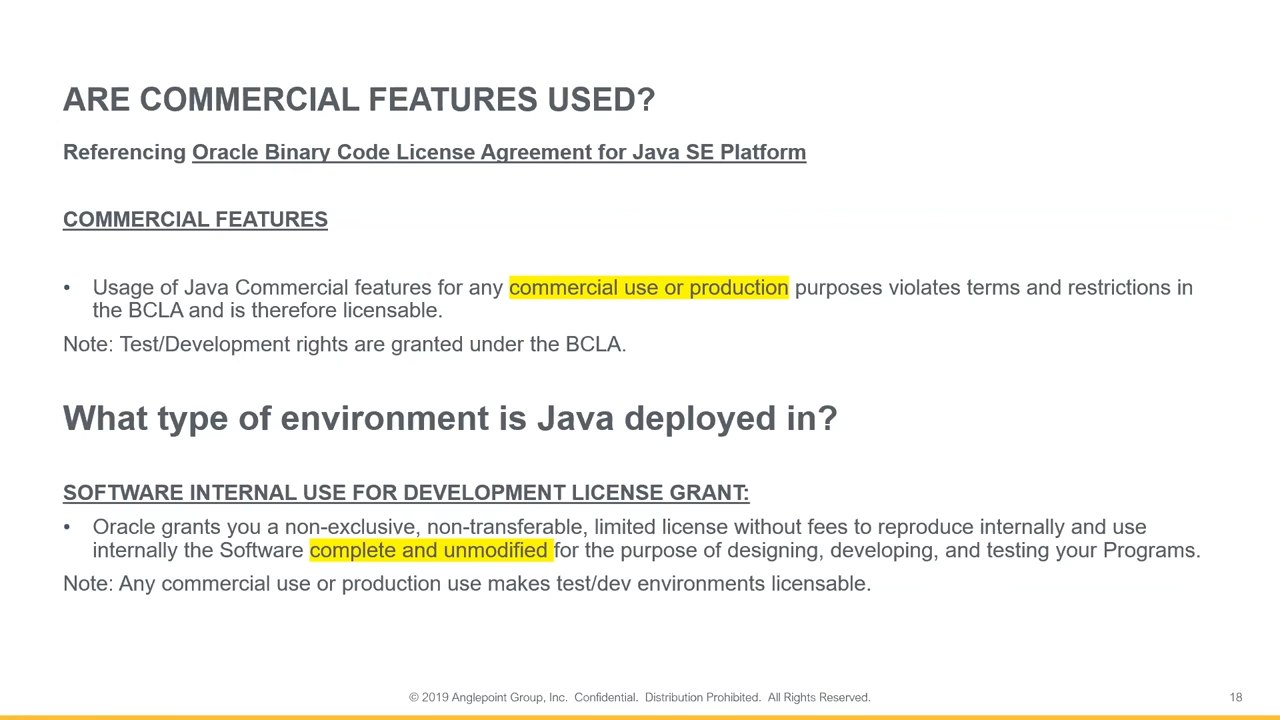 ARE COMMERCIAL FEATURES USED?
Referencing Oracle Binary Code License Agreement for Java SE Platform
COMMERCIAL FEATURES
• Usage of Java Commercial features for any commercial use or production purposes violates terms and restrictions in
the BCLA and is therefore licensable.
Note: Test/Development rights are granted under the BCLA.
What type of environment is Java deployed in?
SOFTWARE INTERNAL USE FOR DEVELOPMENT LICENSE GRANT:
• Oracle grants you a non-exclusive, non-transferable, limited license without fees to reproduce internally and use
internally the Software complete and unmodified for the purpose of designing, developing, and testing your Programs.
Note: Any commercial use or production use makes test/dev environments licensable.
© 2019 Anglepoint Group, Inc. Confidential. Distribution Prohibited. All Rights Reserved.
18